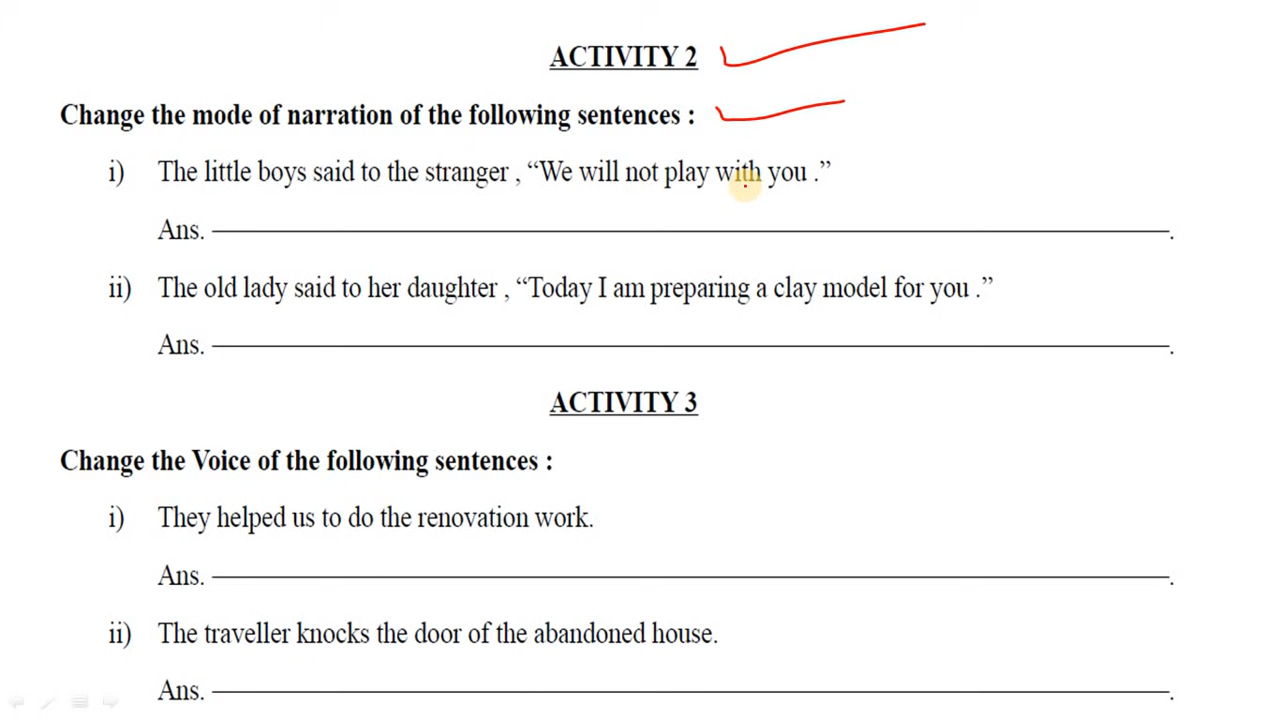 ACTIVITY 2
Change the mode of narration of the following sentences :
i) The little boys said to the stranger , “We will not play with you .”
Ans. .
ii) The old lady said to her daughter , “Today I am preparing a clay model for you .”
Ans. .
ACTIVITY 3
Change the Voice of the following sentences :
i) They helped us to do the renovation work.
Ans. .
ii) The traveller knocks the door of the abandoned house.
Ans. .